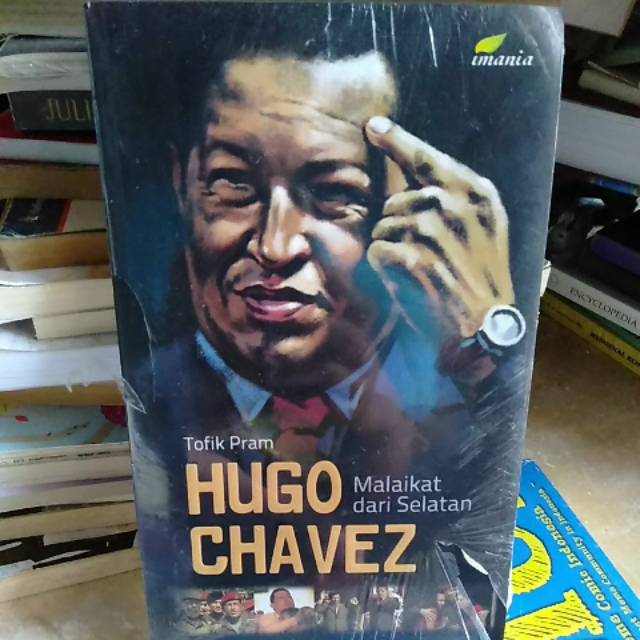 imania
Tofik Pram
HUGO
CHAVEZ
Malaikat
dari Selatan
JULI
ENCYCLOPEDIA
Comic Indonesia